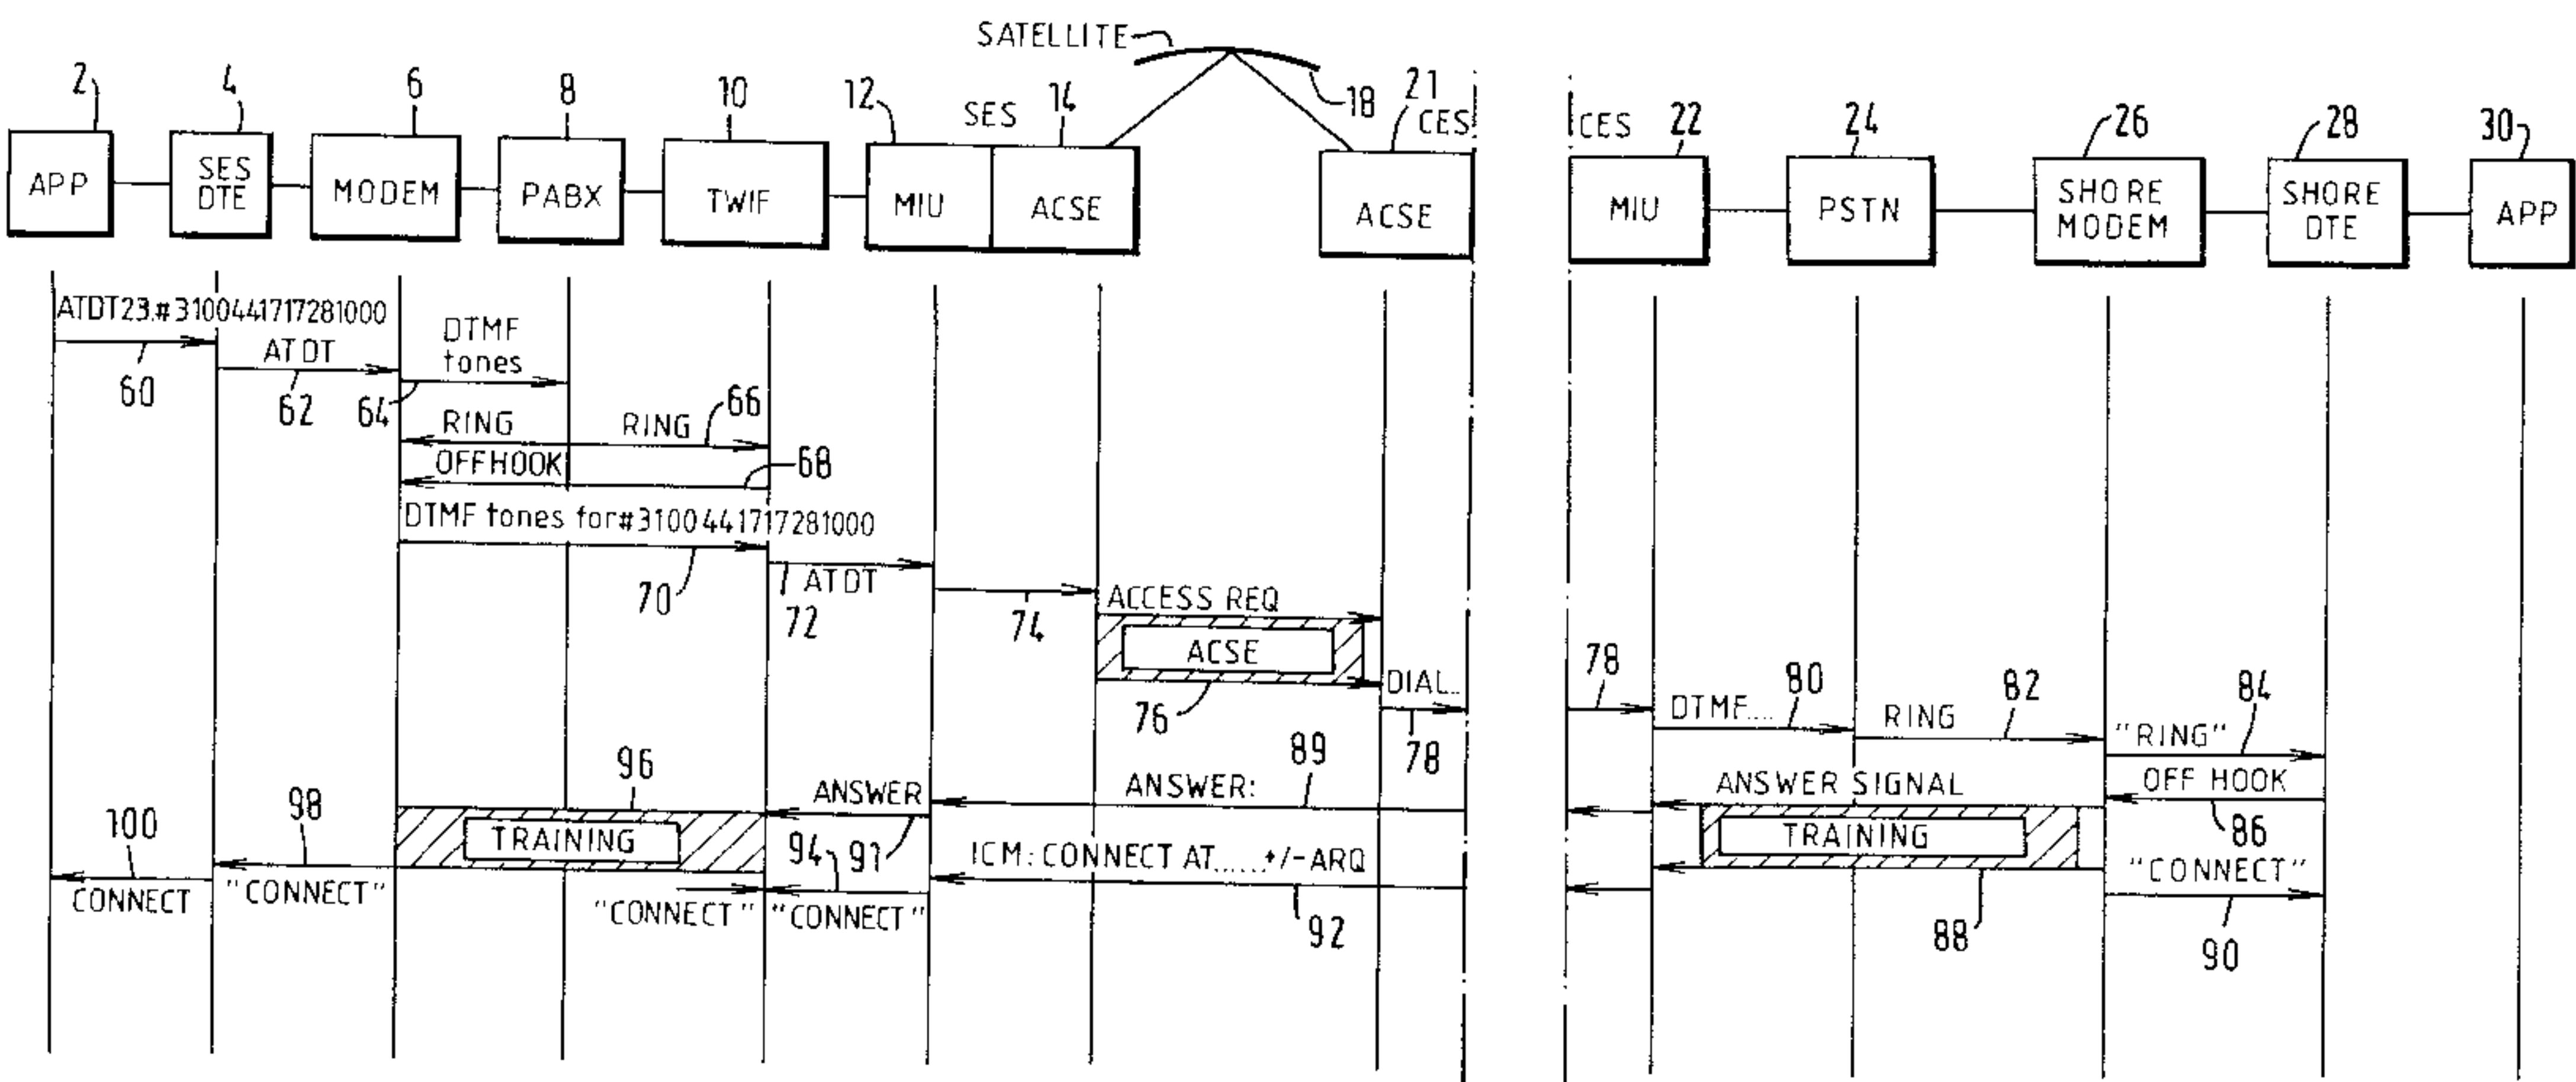 SATELLITE
18
2
4
6
8
10
12
SES
14
21
CES
CES
22
24
26
28
30
APP
SES
DTE
MODEM
PABX
TWIF
MIU
ACSE
ACSE
MIU
PSTN
SHORE
MODEM
SHORE
DTE
APP
ATDT23.#3100441717281000
60
ATDT
62
DTMF
tones
64
RING
RING
66
OFFHOOK
68
DTMF tones for#3100441717281000
70
ATDT
72
74
ACCESS REQ
ACSE
76
DIAL..
78
78
DTMF....
80
RING
82
"RING"
84
OFF HOOK
86
ANSWER SIGNAL
TRAINING
88
"CONNECT"
90
ANSWER:
89
ANSWER
91
ICM: CONNECT AT......+/-ARQ
92
94
"CONNECT"
"CONNECT"
96
TRAINING
98
"CONNECT"
100
CONNECT